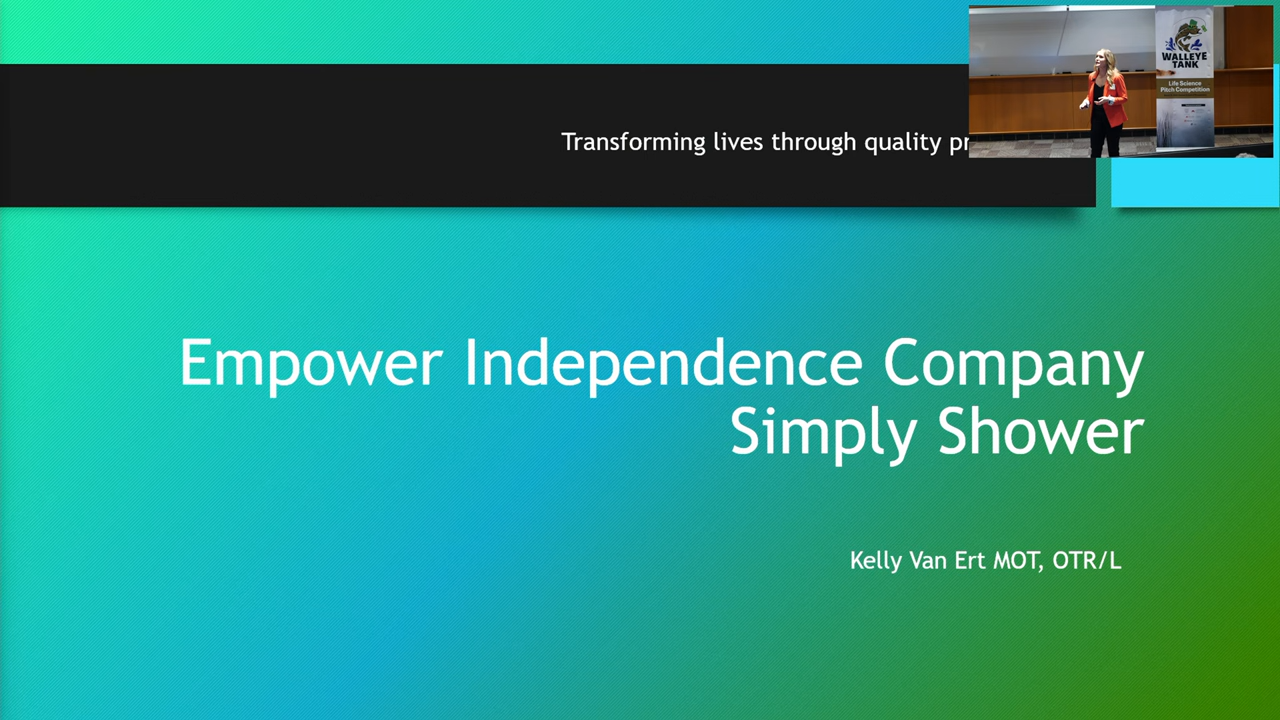 Transforming lives through quality
WALLEYE
TANK
Life Science
Pitch Competition
Empower Independence Company
Simply Shower
Kelly Van Ert MOT, OTR/L